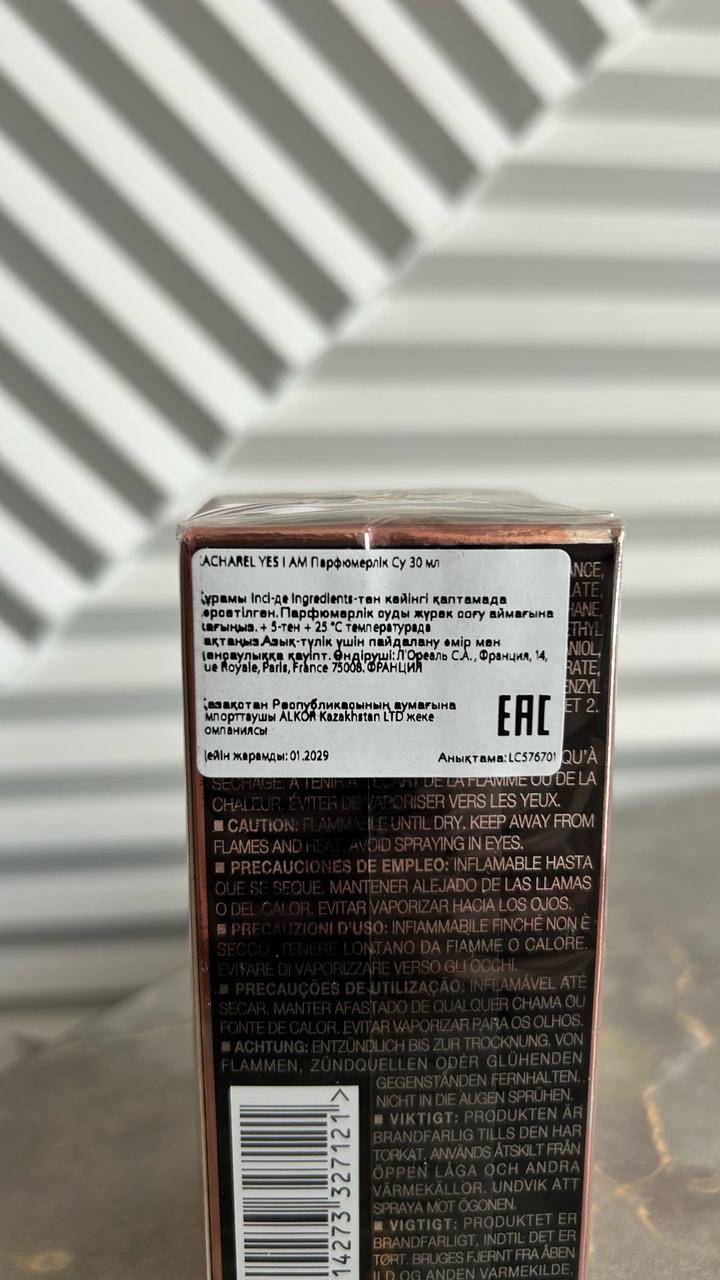 ACHAREL YES I AM Парфюмерлік Су 30 мл
құрамы Inci-де Ingredients-тен кейінгі қаптамада
көрсетілген. Парфюмерлік суды жүрек соғу аймағына
жағыңыз. + 5-тен + 25 °C температурада
сақтаңыз. Азық-түлік үшін пайдалану өмір мен
денсаулыққа қауіпт. Өндіруші: Л'Ореаль С.А., Франция, 14,
ue Royale, Paris, France 75008. ФРАНЦИЯ
Қазақстан Республикасының аумағына
мпорттаушы ALKOR Kazakhstan LTD жеке
омпаниясы
EAC
ейін жарамды: 01.2029 Анықтама: LC576701
NCE,
ATE,
HANE,
ETHYL
NIOL,
RATE,
ENZYL
ET 2.
QU'À
SÉCHAGE. À TENIR À L'ÉCART DE LA FLAMME OU DE LA
CHALEUR. ÉVITER DE VAPORISER VERS LES YEUX.
■ CAUTION: FLAMMABLE UNTIL DRY. KEEP AWAY FROM
FLAMES AND HEAT. AVOID SPRAYING IN EYES.
■ PRECAUCIONES DE EMPLEO: INFLAMABLE HASTA
QUE SE SEQUE. MANTENER ALEJADO DE LAS LLAMAS
O DEL CALOR. EVITAR VAPORIZAR HACIA LOS OJOS.
■ PRECAUZIONI D'USO: INFIAMMABILE FINCHÉ NON È
SECCO. TENERE LONTANO DA FIAMME O CALORE.
EVITARE DI VAPORIZZARE VERSO GLI OCCHI.
■ PRECAUÇÕES DE UTILIZAÇÃO: INFLAMÁVEL ATÉ
SECAR. MANTER AFASTADO DE QUALQUER CHAMA OU
FONTE DE CALOR. EVITAR VAPORIZAR PARA OS OLHOS.
■ ACHTUNG: ENTZÜNDLICH BIS ZUR TROCKNUNG. VON
FLAMMEN, ZÜNDQUELLEN ODER GLÜHENDEN
GEGENSTÄNDEN FERNHALTEN.
NICHT IN DIE AUGEN SPRÜHEN.
■ VIKTIGT: PRODUKTEN ÄR
BRANDFARLIG TILLS DEN HAR
TORKAT. ANVÄNDS ÅTSKILT FRÅN
ÖPPEN LÅGA OCH ANDRA
VÄRMEKÄLLOR. UNDVIK ATT
SPRAYA MOT ÖGONEN.
■ VIGTIGT: PRODUKTET ER
BRANDFARLIGT, INDTIL DET ER
TØRT. BRUGES FJERNT FRA ÅBEN
ILD OG ANDEN VARMEKILDE.
14273 327121 >